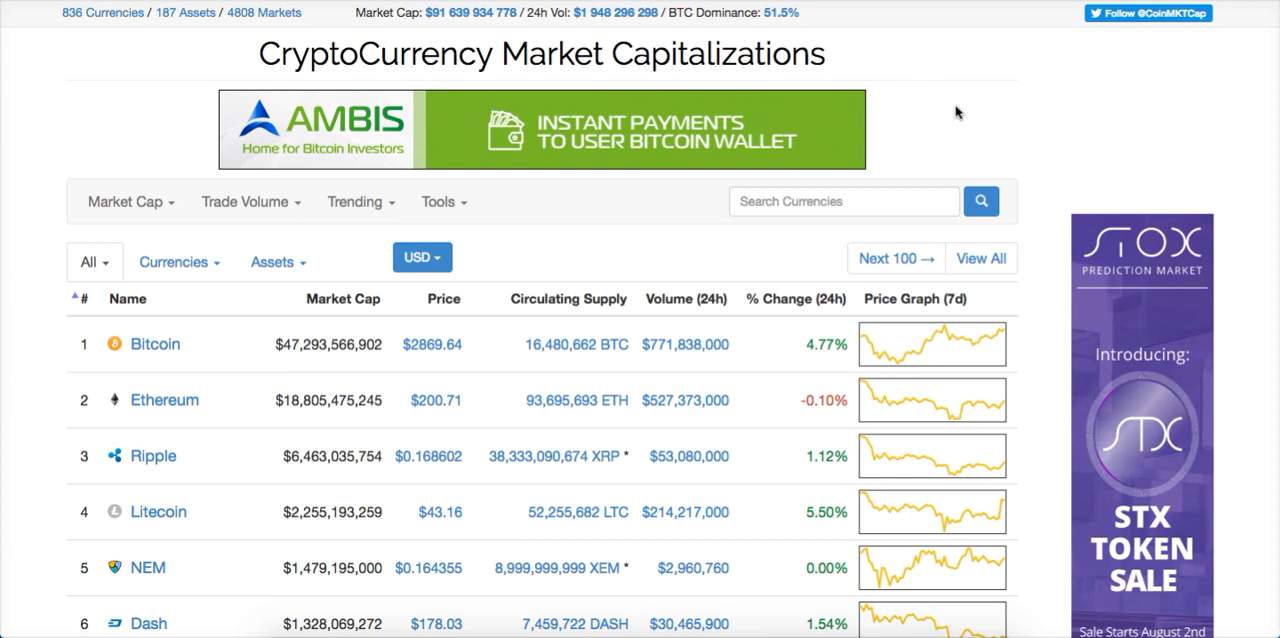 836 Currencies / 187 Assets / 4808 Markets Market Cap: $91 639 934 778 / 24h Vol: $1 948 296 298 / BTC Dominance: 51.5% Follow @CoinMKTCap
CryptoCurrency Market Capitalizations
AMBIS
Home for Bitcoin Investors
INSTANT PAYMENTS
TO USER BITCOIN WALLET
Market Cap Trade Volume Trending Tools Search Currencies
All Currencies Assets USD Next 100 → View All
# Name Market Cap Price Circulating Supply Volume (24h) % Change (24h) Price Graph (7d)
1 Bitcoin $47,293,566,902 $2869.64 16,480,662 BTC $771,838,000 4.77%
2 Ethereum $18,805,475,245 $200.71 93,695,693 ETH $527,373,000 -0.10%
3 Ripple $6,463,035,754 $0.168602 38,333,090,674 XRP * $53,080,000 1.12%
4 Litecoin $2,255,193,259 $43.16 52,255,682 LTC $214,217,000 5.50%
5 NEM $1,479,195,000 $0.164355 8,999,999,999 XEM * $2,960,760 0.00%
6 Dash $1,328,069,272 $178.03 7,459,722 DASH $30,465,900 1.54%
STOX
PREDICTION MARKET
Introducing:
STX
STX
TOKEN
SALE
Sale Starts August 2nd